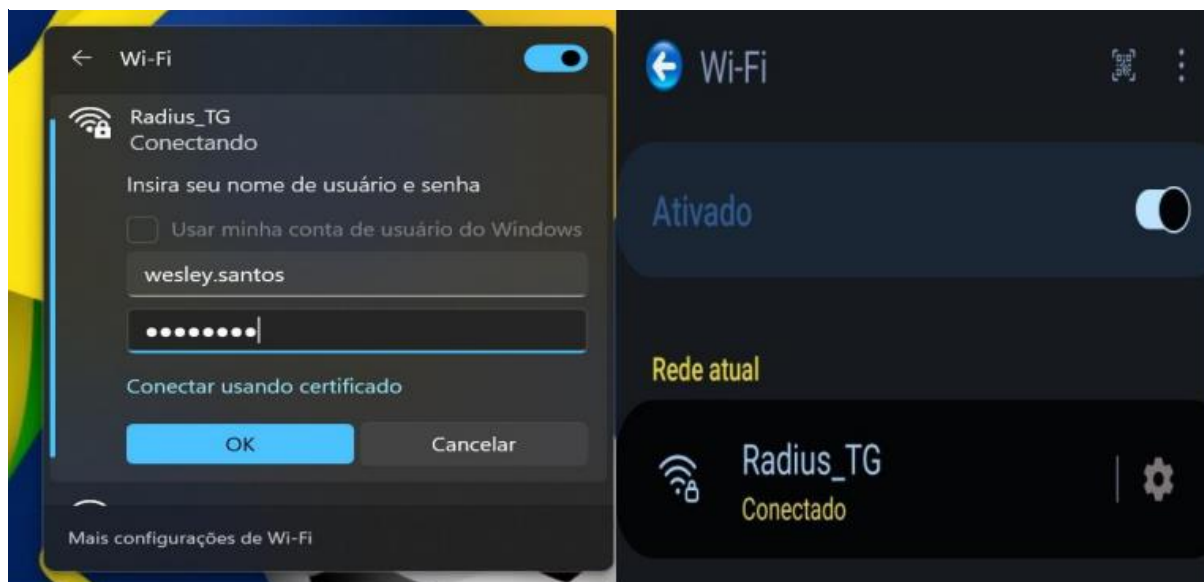 Wi-Fi
Radius_TG
Conectando
Insira seu nome de usuário e senha
Usar minha conta de usuário do Windows
wesley.santos
Conectar usando certificado
OK
Cancelar
Mais configurações de Wi-Fi
Wi-Fi
Ativado
Rede atual
Radius_TG
Conectado